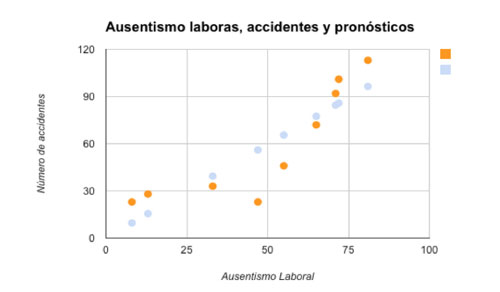 Ausentismo laboras, accidentes y pronósticos
120
90
60
30
0
Número de accidentes
0 25 50 75 100
Ausentismo Laboral